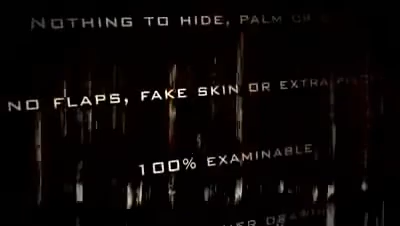 NOTHING TO HIDE, PALM OR
NO FLAPS, FAKE SKIN OR EXTRA
100% EXAMINABLE